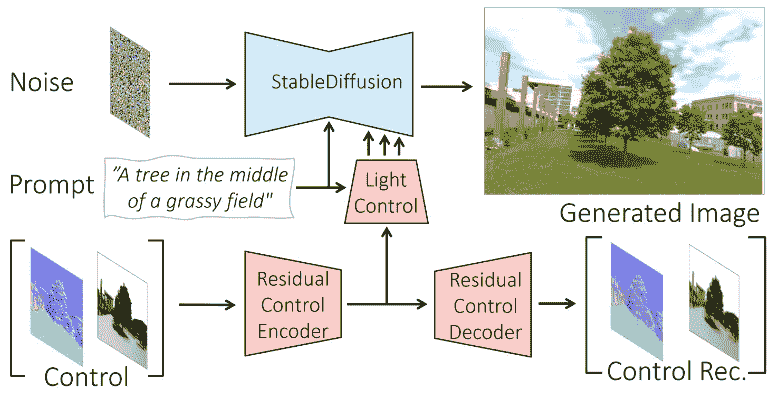 Noise
StableDiffusion
Prompt
"A tree in the middle
of a grassy field"
Light
Control
Generated Image
Residual
Control
Encoder
Residual
Control
Decoder
Control
Control Rec.